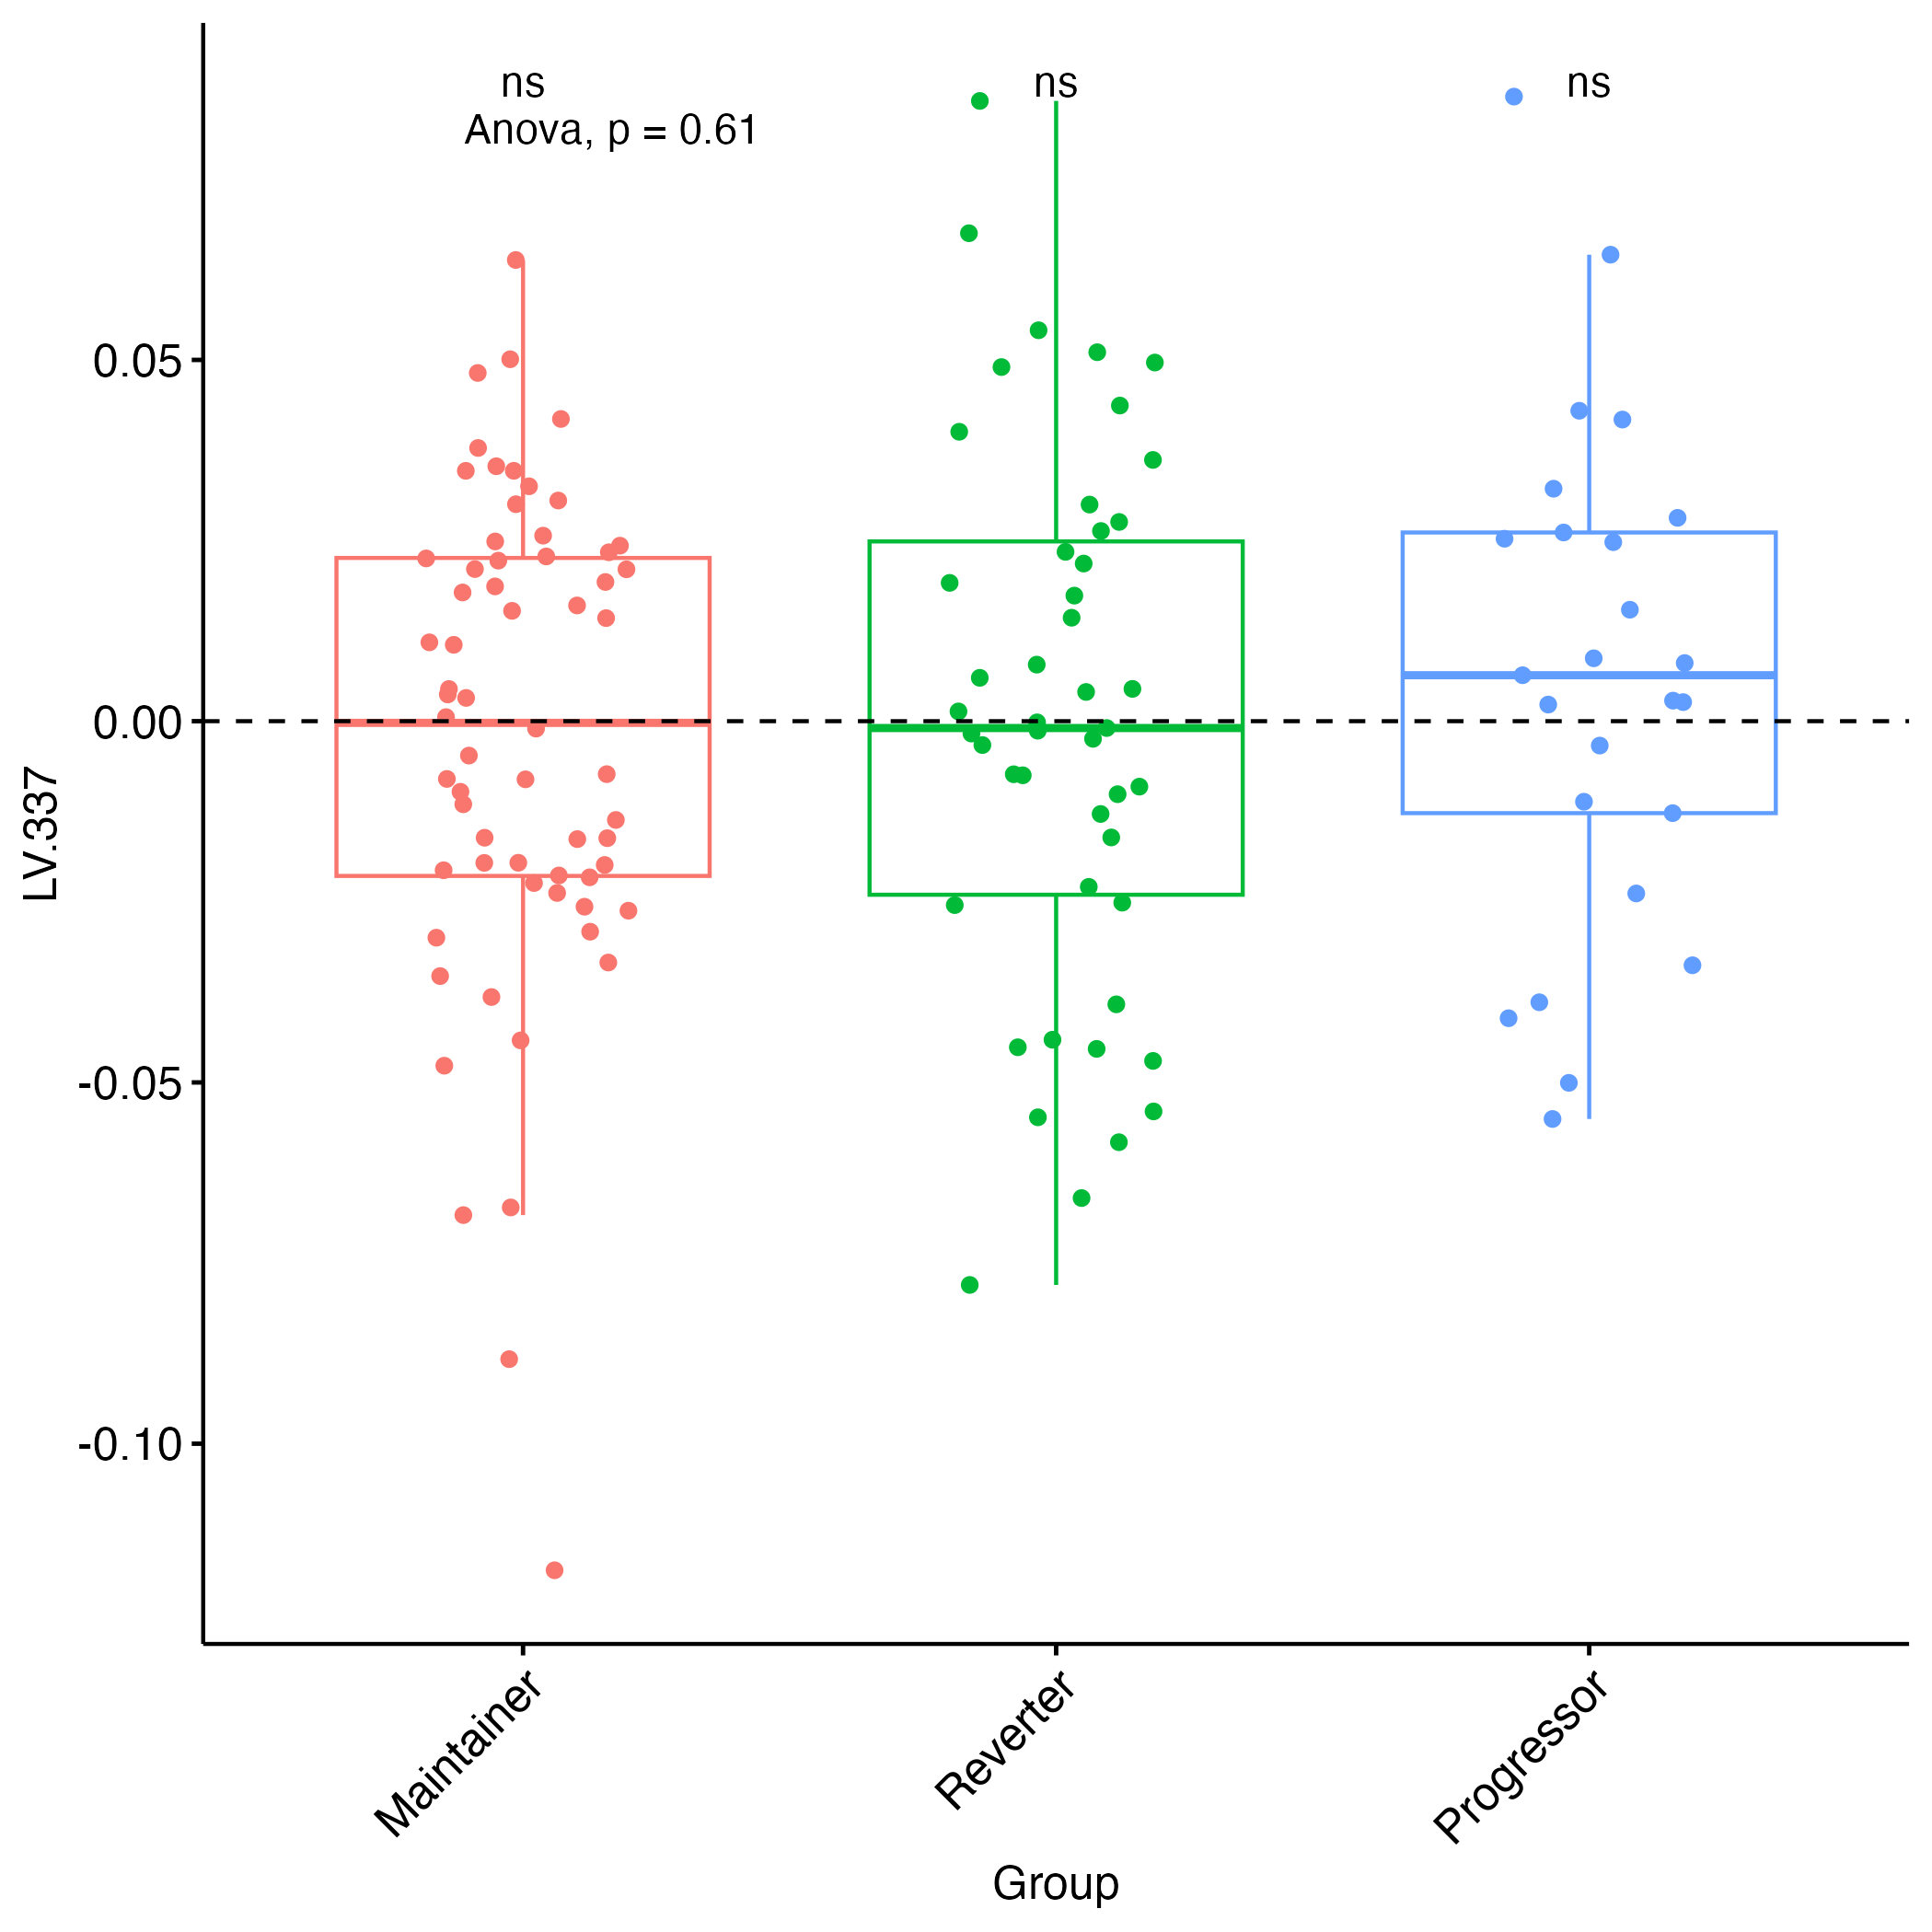 ns ns ns
Anova, p = 0.61
0.05
0.00
-0.05
-0.10
LV.337
Maintainer
Reverter
Progressor
Group